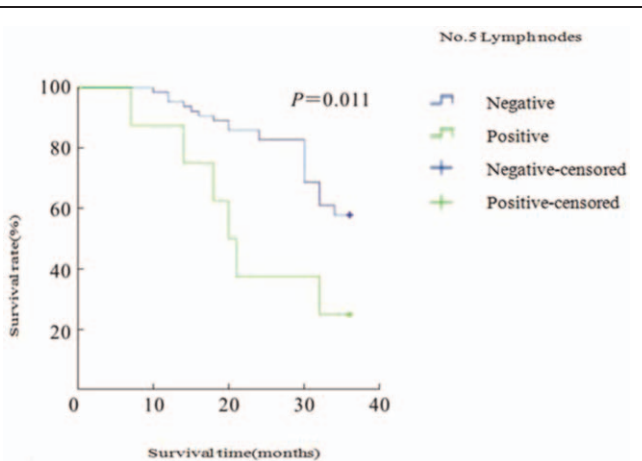 No.5 Lymphnodes
P=0.011
Negative
Positive
Negative-censored
Positive-censored
Survival rate(%)
100
80
60
40
20
0 10 20 30 40
Survival time(months)